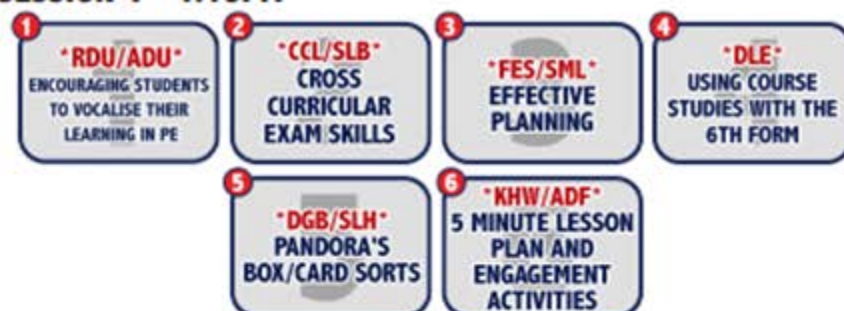 1
*RDU/ADU*
ENCOURAGING STUDENTS
TO VOCALISE THEIR
LEARNING IN PE
2
*CCL/SLB*
CROSS
CURRICULAR
EXAM SKILLS
3
*FES/SML*
EFFECTIVE
PLANNING
4
*DLE*
USING COURSE
STUDIES WITH THE
6TH FORM
5
*DGB/SLH*
PANDORA'S
BOX/CARD SORTS
6
*KHW/ADF*
5 MINUTE LESSON
PLAN AND
ENGAGEMENT
ACTIVITIES